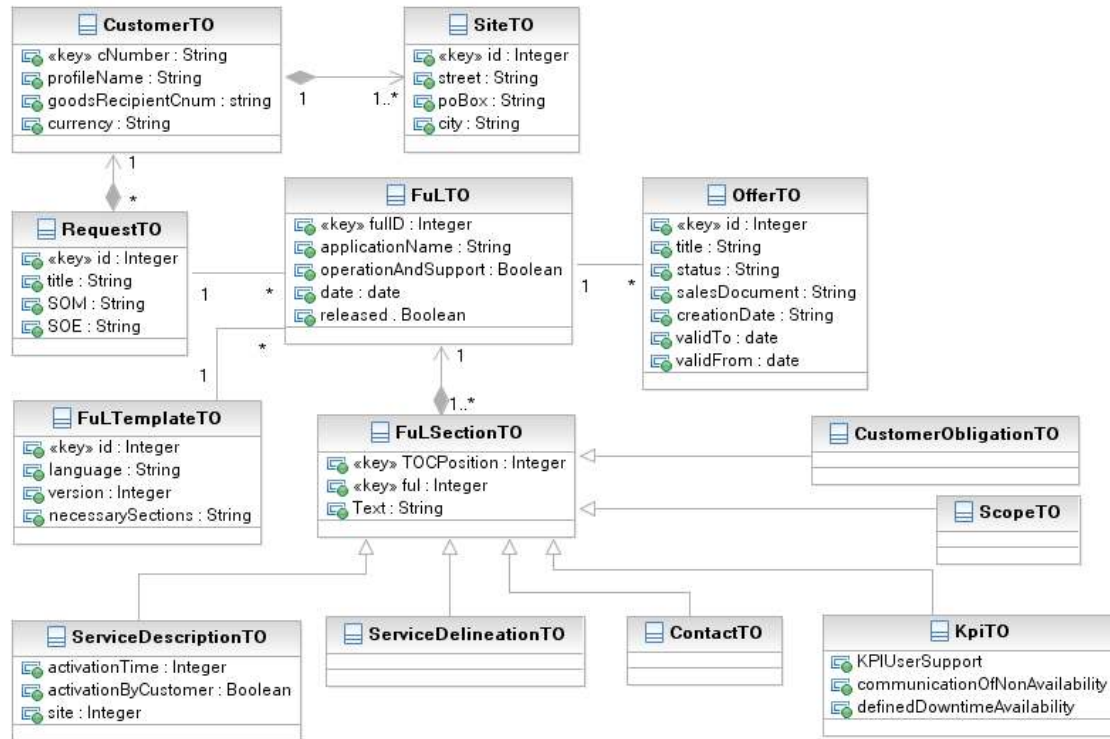 CustomerTO
«key» cNumber : String
profileName : String
goodsRecipientCnum : string
currency : String
SiteTO
«key» id : Integer
street : String
poBox : String
city : String
1
1..*
1
*
RequestTO
«key» id : Integer
title : String
SOM : String
SOE : String
FuLTO
«key» fullD : Integer
applicationName : String
operationAndSupport : Boolean
date : date
released . Boolean
OfferTO
«key» id : Integer
title : String
status : String
salesDocument : String
creationDate : String
validTo : date
validFrom : date
1
*
1
*
*
1
1
1..*
FuLTemplateTO
«key» id : Integer
language : String
version : Integer
necessarySections : String
FuLSectionTO
«key» TOCPosition : Integer
«key» ful : Integer
Text : String
CustomerObligationTO
ScopeTO
ServiceDescriptionTO
activationTime : Integer
activationByCustomer : Boolean
site : Integer
ServiceDelineationTO
ContactTO
KpiTO
KPIUserSupport
communicationOfNonAvailability
definedDowntimeAvailability